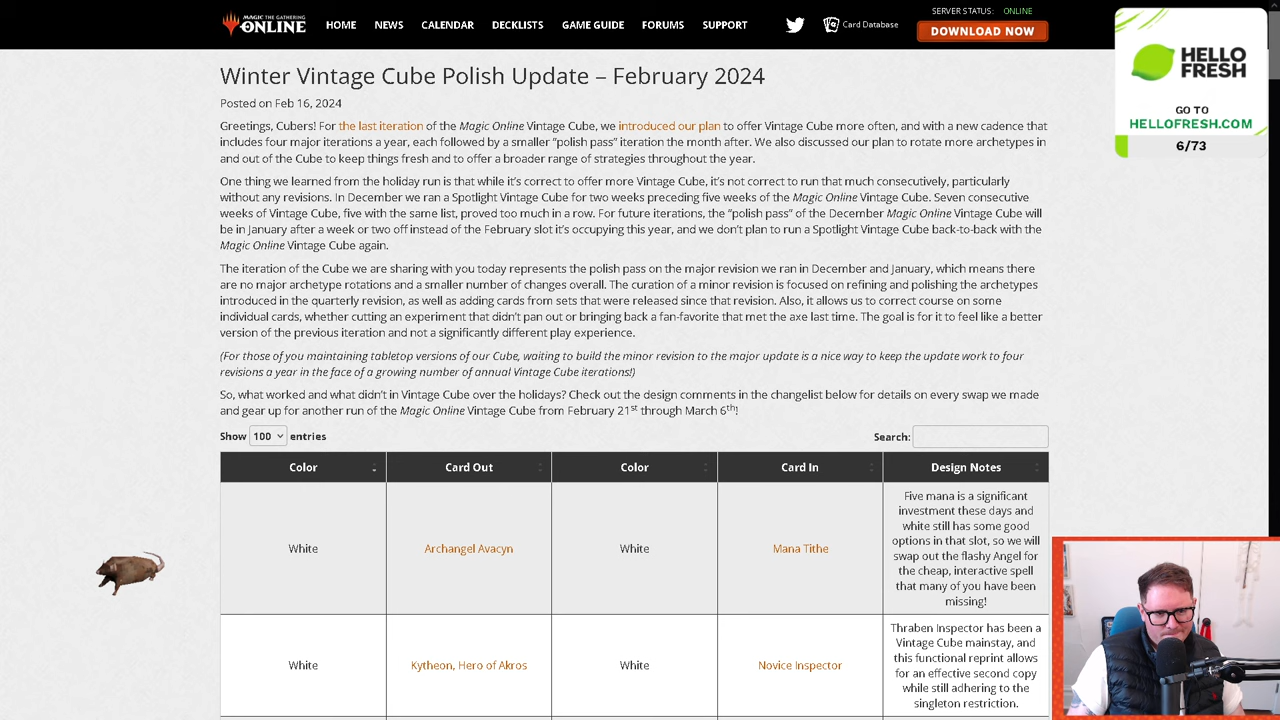 MAGIC THE GATHERING
ONLINE
HOME
NEWS
CALENDAR
DECKLISTS
GAME GUIDE
FORUMS
SUPPORT
Card Database
SERVER STATUS: ONLINE
DOWNLOAD NOW
HELLO
FRESH
GO TO
HELLOFRESH.COM
6/73
Winter Vintage Cube Polish Update – February 2024
Posted on Feb 16, 2024
Greetings, Cubers! For the last iteration of the Magic Online Vintage Cube, we introduced our plan to offer Vintage Cube more often, and with a new cadence that
includes four major iterations a year, each followed by a smaller “polish pass” iteration the month after. We also discussed our plan to rotate more archetypes in
and out of the Cube to keep things fresh and to offer a broader range of strategies throughout the year.
One thing we learned from the holiday run is that while it’s correct to offer more Vintage Cube, it’s not correct to run that much consecutively, particularly
without any revisions. In December we ran a Spotlight Vintage Cube for two weeks preceding five weeks of the Magic Online Vintage Cube. Seven consecutive
weeks of Vintage Cube, five with the same list, proved too much in a row. For future iterations, the “polish pass” of the December Magic Online Vintage Cube will
be in January after a week or two off instead of the February slot it’s occupying this year, and we don’t plan to run a Spotlight Vintage Cube back-to-back with the
Magic Online Vintage Cube again.
The iteration of the Cube we are sharing with you today represents the polish pass on the major revision we ran in December and January, which means there
are no major archetype rotations and a smaller number of changes overall. The curation of a minor revision is focused on refining and polishing the archetypes
introduced in the quarterly revision, as well as adding cards from sets that were released since that revision. Also, it allows us to correct course on some
individual cards, whether cutting an experiment that didn’t pan out or bringing back a fan-favorite that met the axe last time. The goal is for it to feel like a better
version of the previous iteration and not a significantly different play experience.
(For those of you maintaining tabletop versions of our Cube, waiting to build the minor revision to the major update is a nice way to keep the update work to four
revisions a year in the face of a growing number of annual Vintage Cube iterations!)
So, what worked and what didn’t in Vintage Cube over the holidays? Check out the design comments in the changelist below for details on every swap we made
and gear up for another run of the Magic Online Vintage Cube from February 21st through March 6th!
Show 100 entries
Search:
Color
Card Out
Color
Card In
Design Notes
White
Archangel Avacyn
White
Mana Tithe
Five mana is a significant
investment these days and
white still has some good
options in that slot, so we will
swap out the flashy Angel for
the cheap, interactive spell
that many of you have been
missing!
White
Kytheon, Hero of Akros
White
Novice Inspector
Thraben Inspector has been a
Vintage Cube mainstay, and
this functional reprint allows
for an effective second copy
while still adhering to the
singleton restriction.